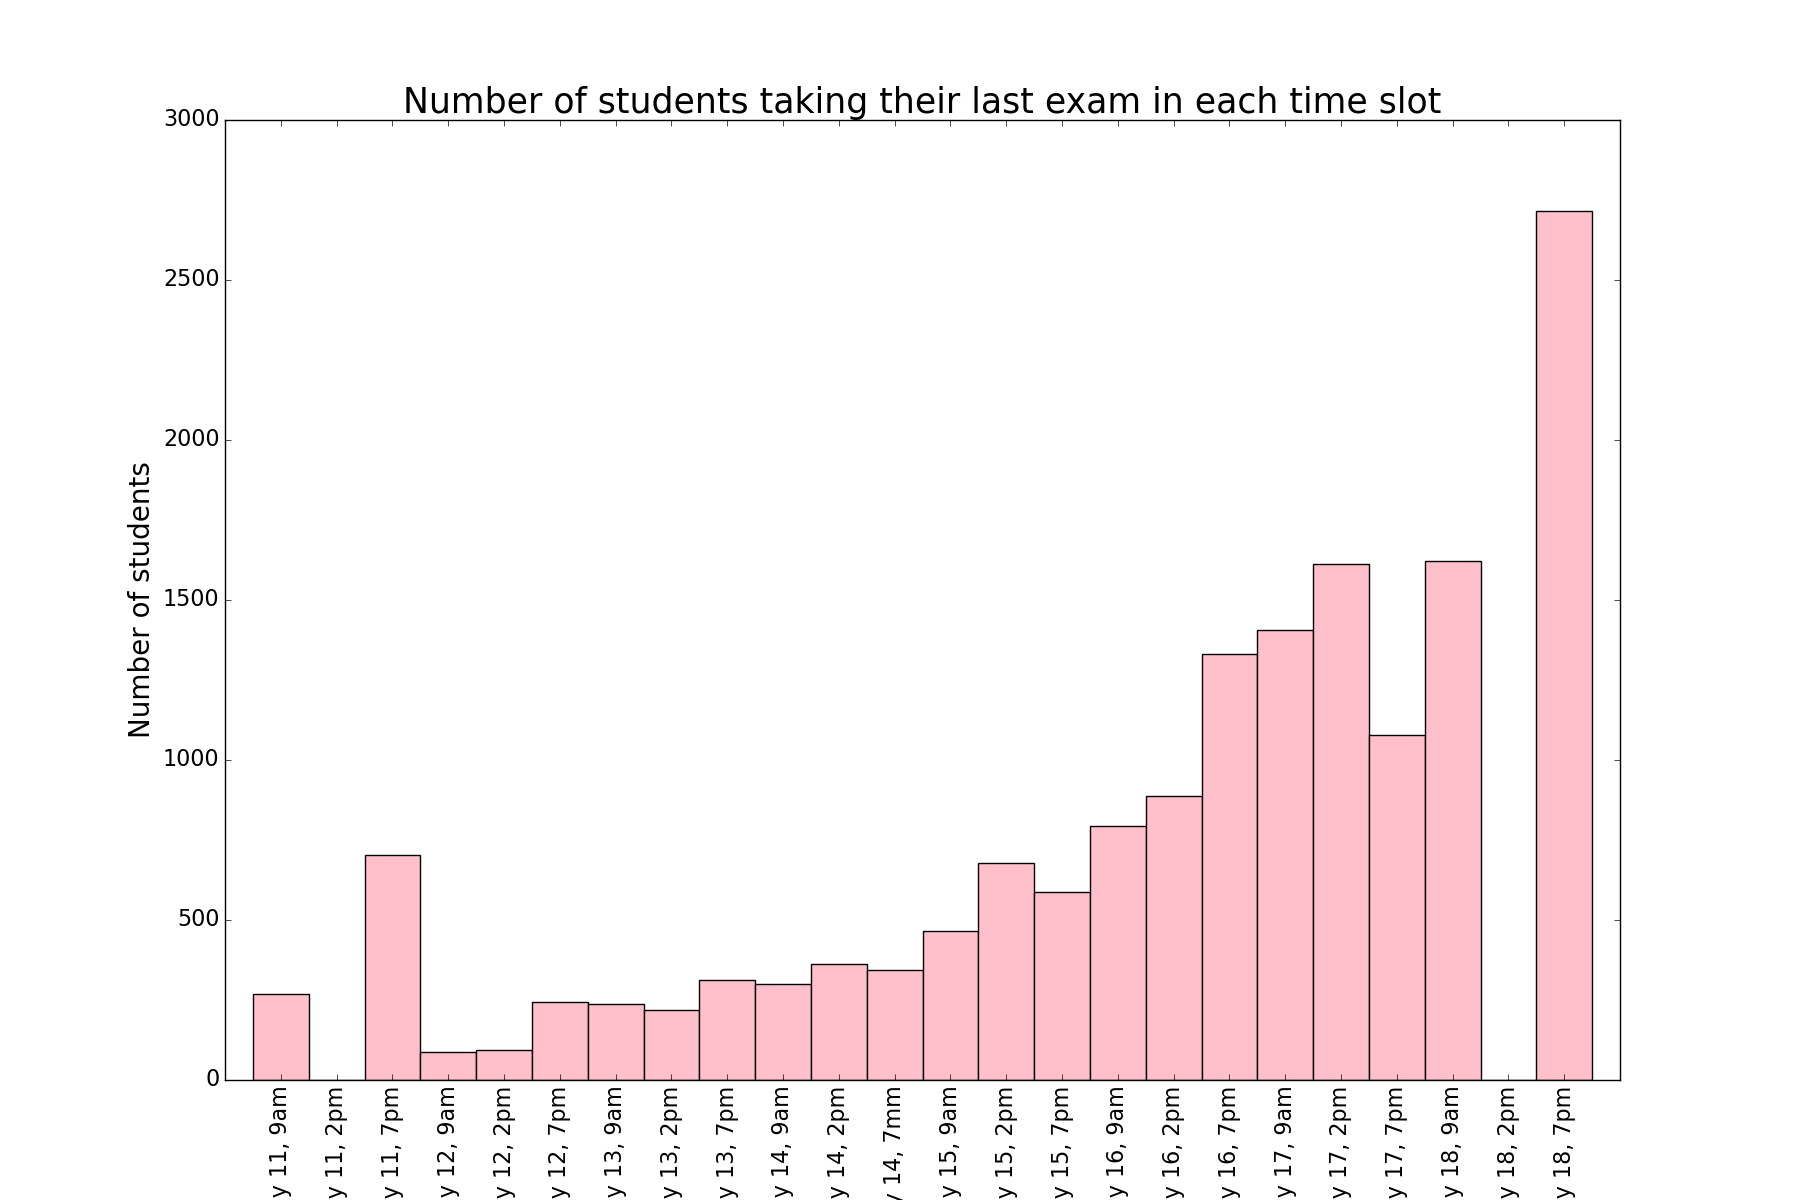 Number of students taking their last exam in each time slot
Number of students
3000
2500
2000
1500
1000
500
0
y 11, 9am
y 11, 2pm
y 11, 7pm
y 12, 9am
y 12, 2pm
y 12, 7pm
y 13, 9am
y 13, 2pm
y 13, 7pm
y 14, 9am
y 14, 2pm
y 14, 7mm
y 15, 9am
y 15, 2pm
y 15, 7pm
y 16, 9am
y 16, 2pm
y 16, 7pm
y 17, 9am
y 17, 2pm
y 17, 7pm
y 18, 9am
y 18, 2pm
y 18, 7pm